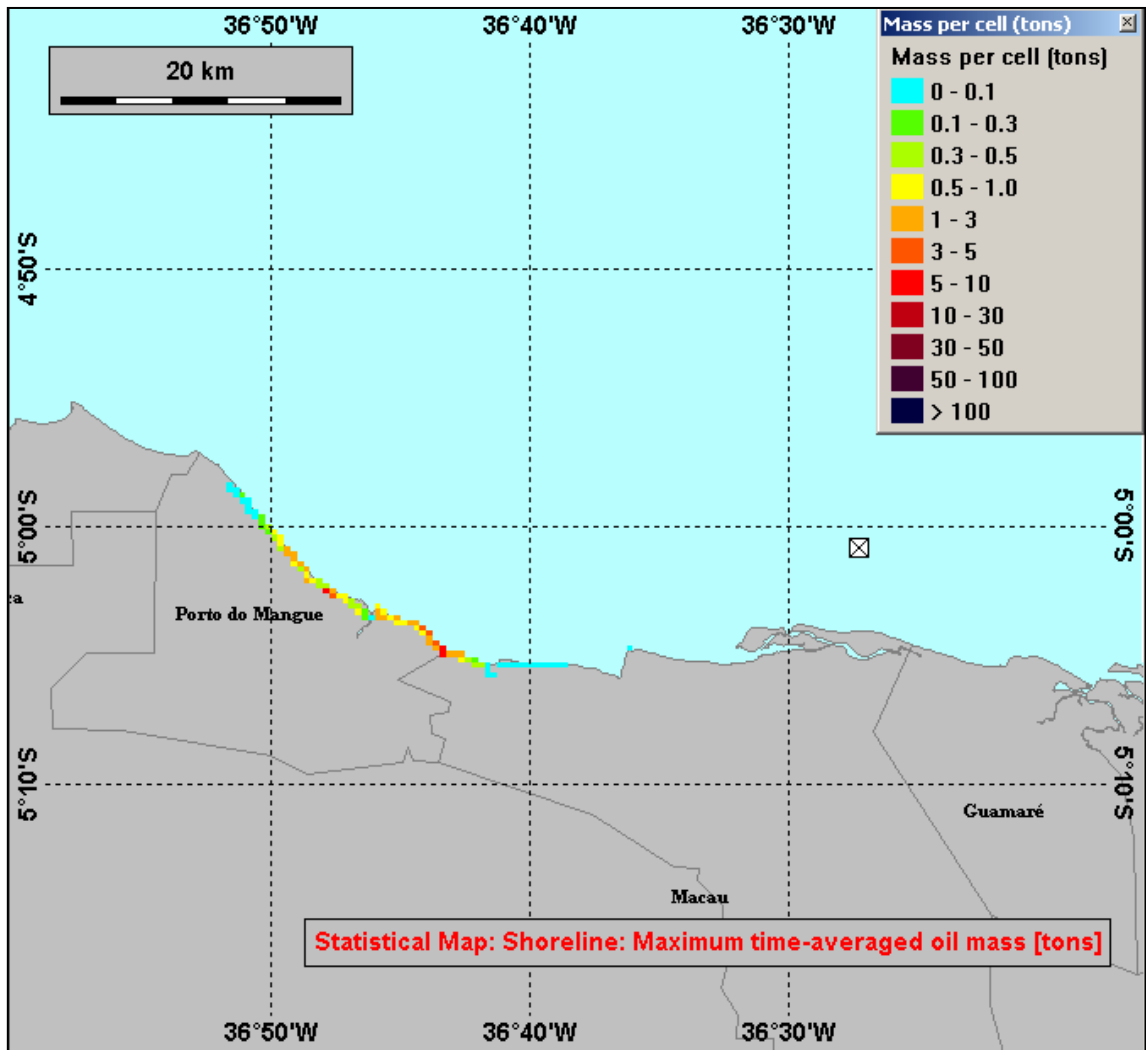 36°50'W 36°40'W 36°30'W
Mass per cell (tons)
20 km
Mass per cell (tons)
0 - 0.1
0.1 - 0.3
0.3 - 0.5
0.5 - 1.0
1 - 3
3 - 5
5 - 10
10 - 30
30 - 50
50 - 100
> 100
4°50'S
5°00'S
5°00'S
Porto do Mangue
5°10'S
5°10'S
Guamaré
Macau
Statistical Map: Shoreline: Maximum time-averaged oil mass [tons]
36°50'W 36°40'W 36°30'W